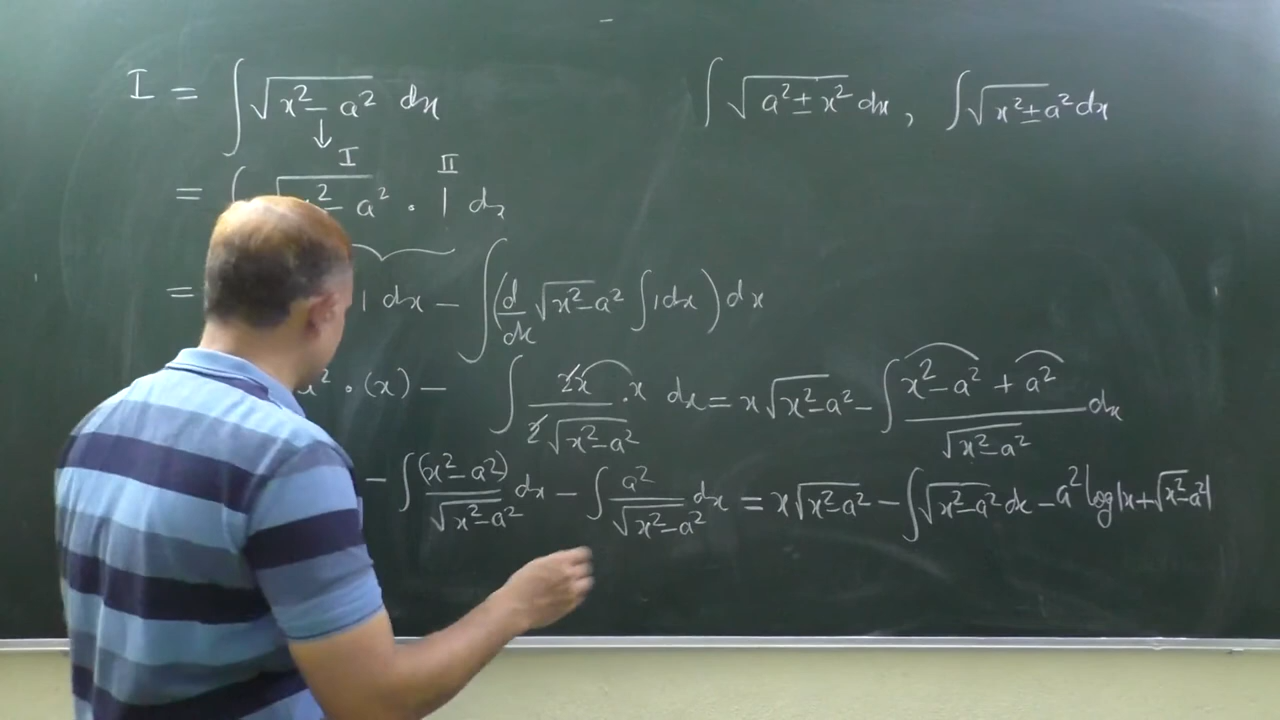 I = ∫√(x² − a²) dx
∫√(a² ± x²) dx , ∫√(x² ± a²) dx
↓ I II
= ∫√(x² − a²) · 1 dx
= 1 dx − ∫(d/dx √(x² − a²) ∫1dx) dx
x² · (x) − ∫ 2x/(2√(x² − a²)) · x dx = x√(x² − a²) − ∫ (x² − a² + a²)/√(x² − a²) dx
− ∫ (x² − a²)/√(x² − a²) dx − ∫ a²/√(x² − a²) dx = x√(x² − a²) − ∫√(x² − a²) dx − a² log|x + √(x² − a²)|